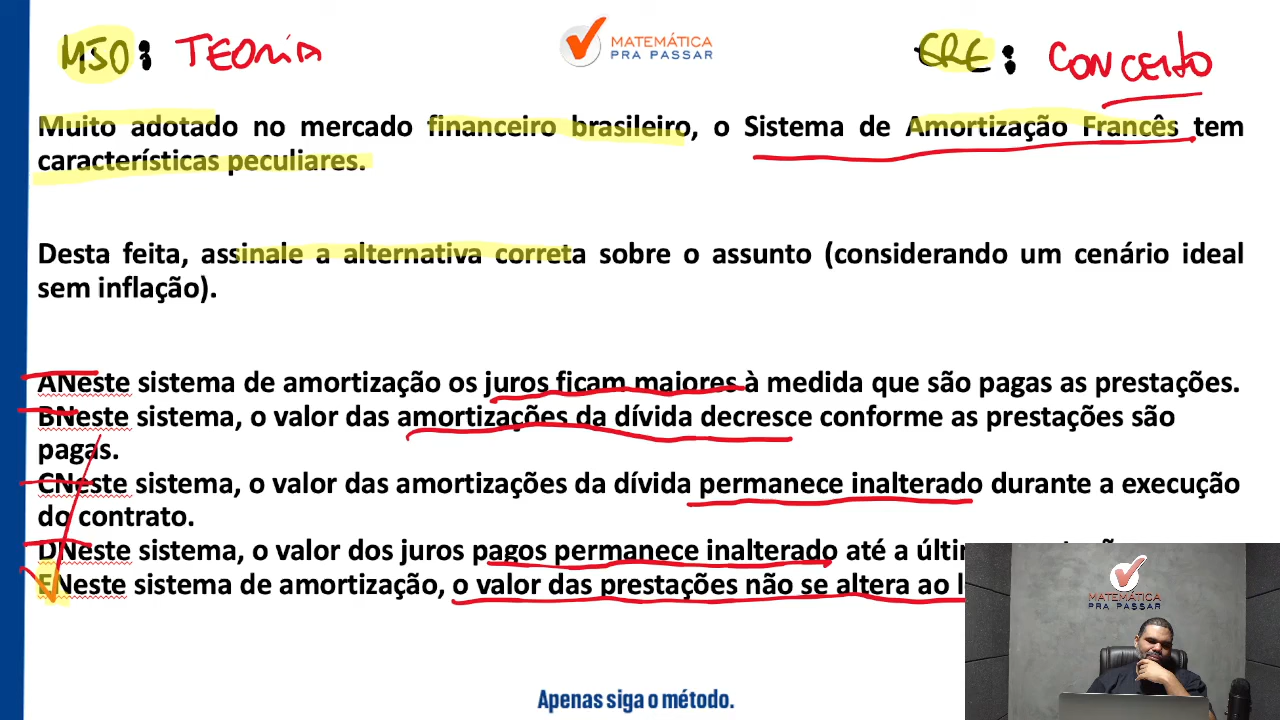 MJO: TEORIA
MATEMÁTICA
PRA PASSAR
CONCEITO
Muito adotado no mercado financeiro brasileiro, o Sistema de Amortização Francês tem
características peculiares.
Desta feita, assinale a alternativa correta sobre o assunto (considerando um cenário ideal
sem inflação).
ANeste sistema de amortização os juros ficam maiores à medida que são pagas as prestações.
BNeste sistema, o valor das amortizações da dívida decresce conforme as prestações são
pagas.
CNeste sistema, o valor das amortizações da dívida permanece inalterado durante a execução
do contrato.
DNeste sistema, o valor dos juros pagos permanece inalterado até a
ENeste sistema de amortização, o valor das prestações não se altera ao
MATEMÁTICA
PRA PASSAR
Apenas siga o método.